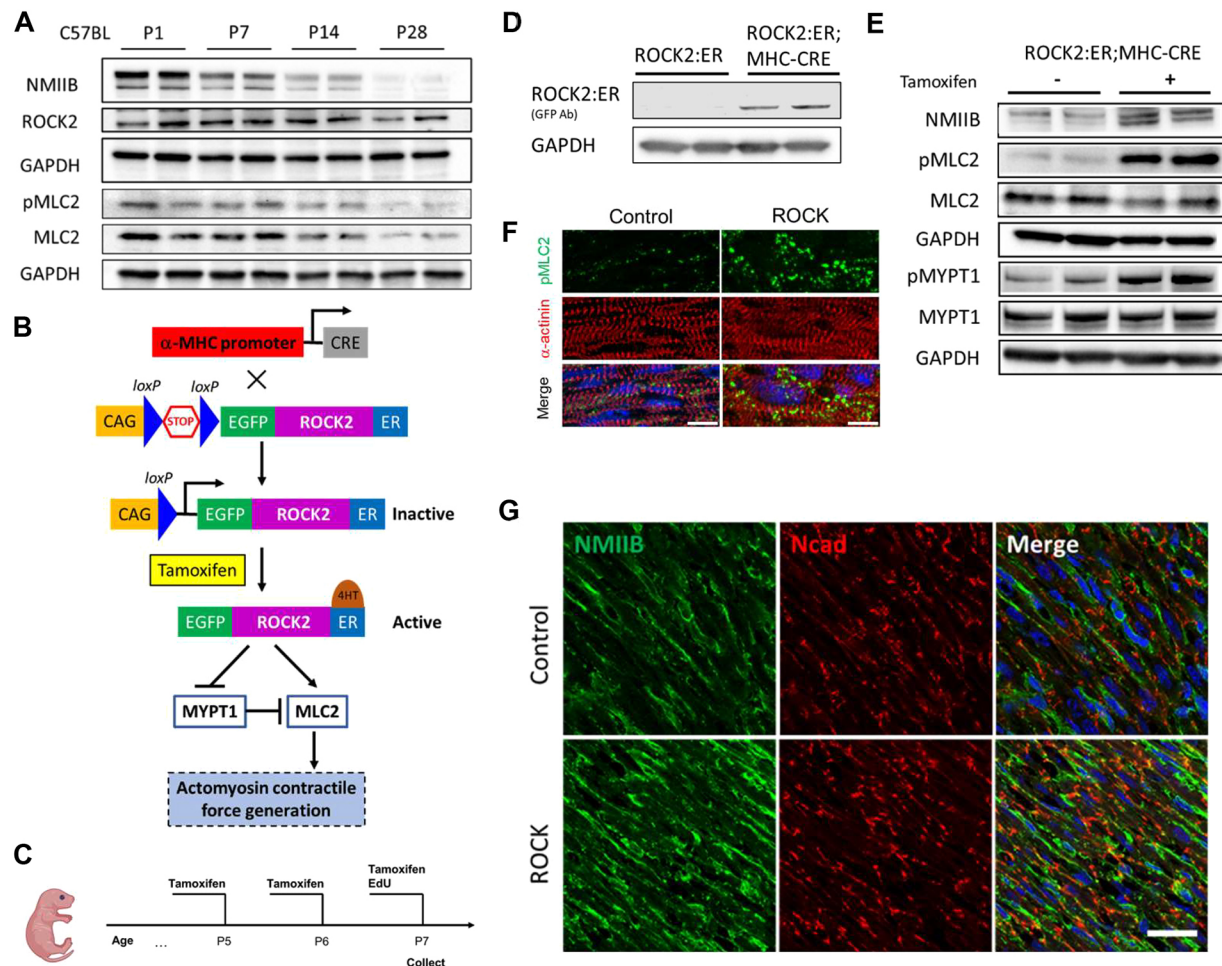 A
C57BL P1 P7 P14 P28
NMIIB
ROCK2
GAPDH
pMLC2
MLC2
GAPDH
B
α-MHC promoter CRE
loxP loxP
CAG STOP EGFP ROCK2 ER
loxP
CAG EGFP ROCK2 ER Inactive
Tamoxifen
4HT
EGFP ROCK2 ER Active
MYPT1 MLC2
Actomyosin contractile
force generation
C
Tamoxifen Tamoxifen Tamoxifen
EdU
Age ... P5 P6 P7
Collect
D
ROCK2:ER ROCK2:ER;
MHC-CRE
ROCK2:ER
(GFP Ab)
GAPDH
E
ROCK2:ER;MHC-CRE
Tamoxifen - +
NMIIB
pMLC2
MLC2
GAPDH
pMYPT1
MYPT1
GAPDH
F
Control ROCK
pMLC2
α-actinin
Merge
G
NMIIB Ncad Merge
Control
ROCK